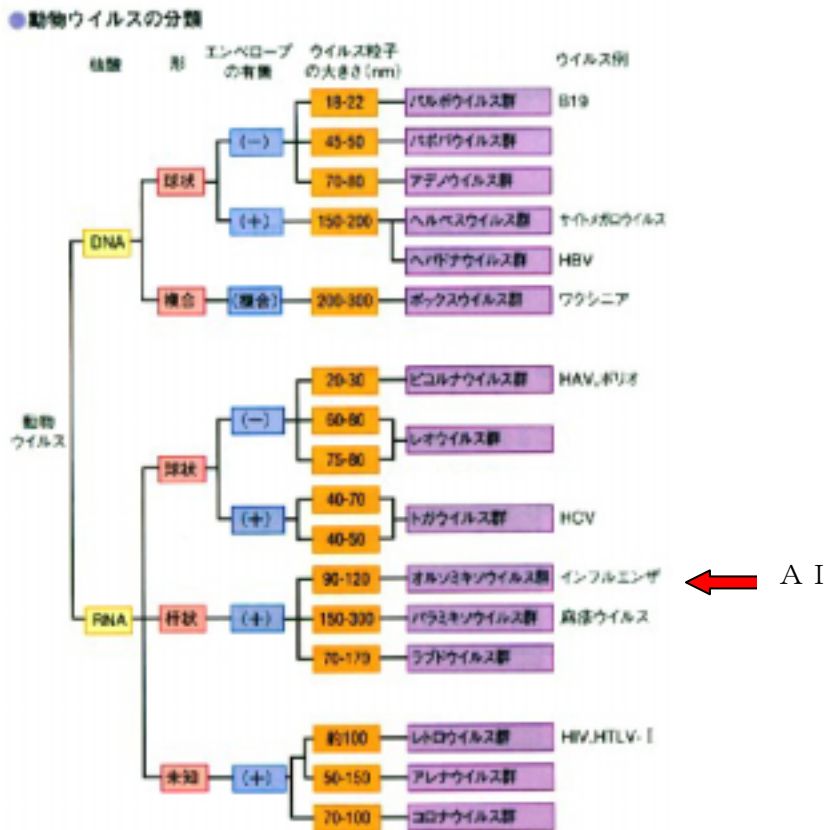 ●動物ウイルスの分類
核酸
形
エンベロープ
の有無
ウイルス粒子
の大きさ(nm)
ウイルス例
動物
ウイルス
DNA
球状
(－)
18-22
パルボウイルス群
B19
45-50
パポバウイルス群
70-80
アデノウイルス群
(＋)
150-200
ヘルペスウイルス群
サイトメガロウイルス
ヘパドナウイルス群
HBV
複合
(複合)
200-300
ポックスウイルス群
ワクシニア
RNA
球状
(－)
20-30
ピコルナウイルス群
HAV、ポリオ
60-80
75-80
レオウイルス群
(＋)
40-70
40-50
トガウイルス群
HCV
杆状
(＋)
90-120
オルソミキソウイルス群
インフルエンザ
ＡＩ
150-300
パラミキソウイルス群
麻疹ウイルス
70-170
ラブドウイルス群
未知
(＋)
約100
レトロウイルス群
HIV、HTLV-Ⅰ
50-150
アレナウイルス群
70-100
コロナウイルス群